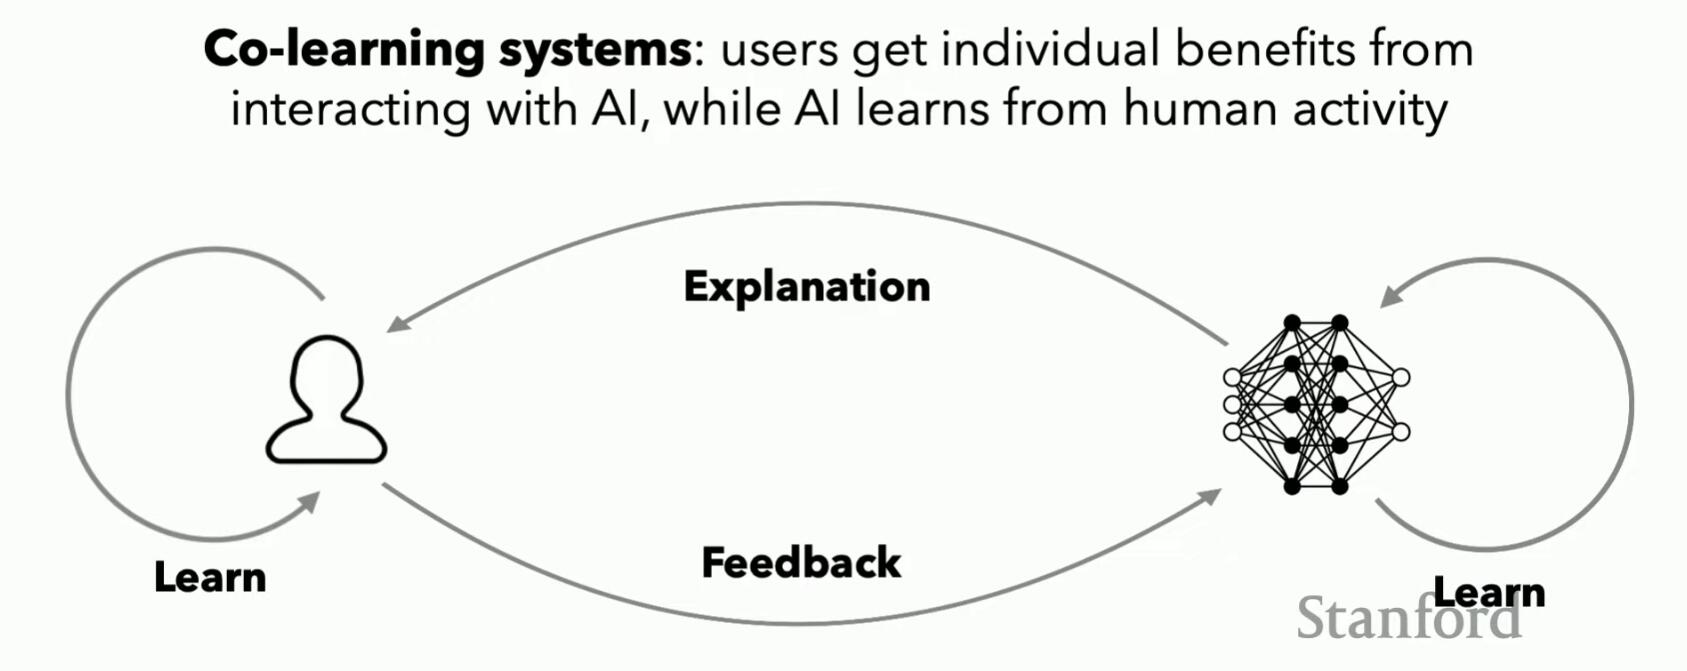 Co-learning systems: users get individual benefits from
interacting with AI, while AI learns from human activity
Explanation
Feedback
Learn
Learn
Stanford